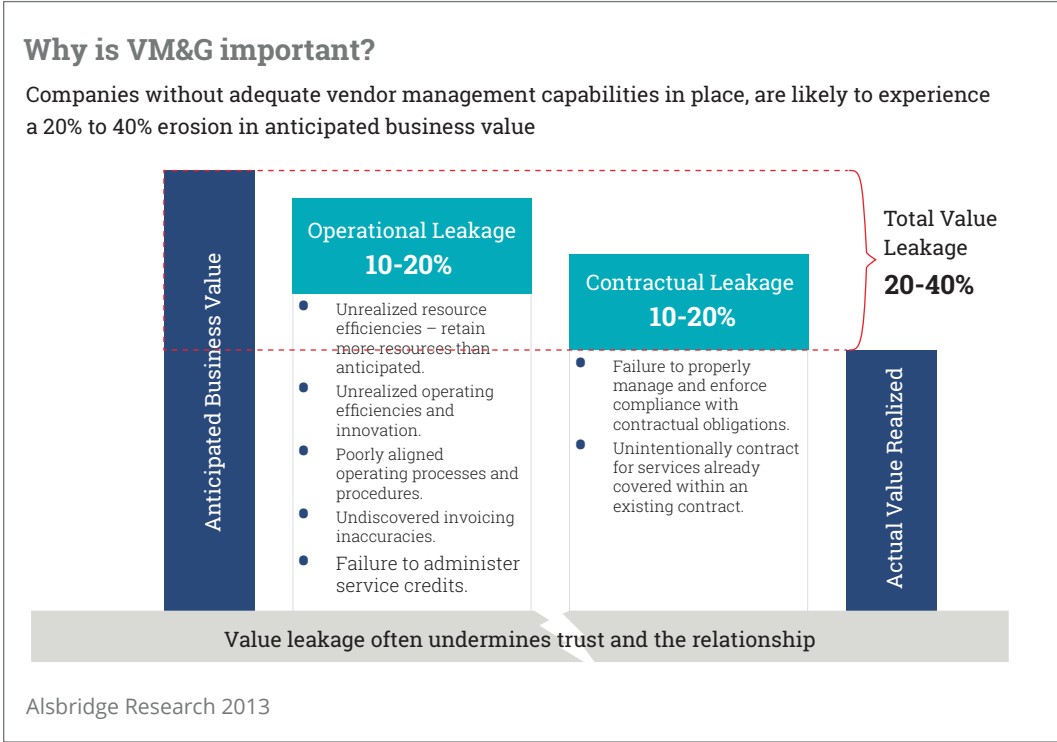 Why is VM&G important?
Companies without adequate vendor management capabilities in place, are likely to experience
a 20% to 40% erosion in anticipated business value
Anticipated Business Value
Operational Leakage
10-20%
• Unrealized resource
efficiencies – retain
more resources than
anticipated.
• Unrealized operating
efficiencies and
innovation.
• Poorly aligned
operating processes and
procedures.
• Undiscovered invoicing
inaccuracies.
• Failure to administer
service credits.
Contractual Leakage
10-20%
• Failure to properly
manage and enforce
compliance with
contractual obligations.
• Unintentionally contract
for services already
covered within an
existing contract.
Total Value
Leakage
20-40%
Actual Value Realized
Value leakage often undermines trust and the relationship
Alsbridge Research 2013